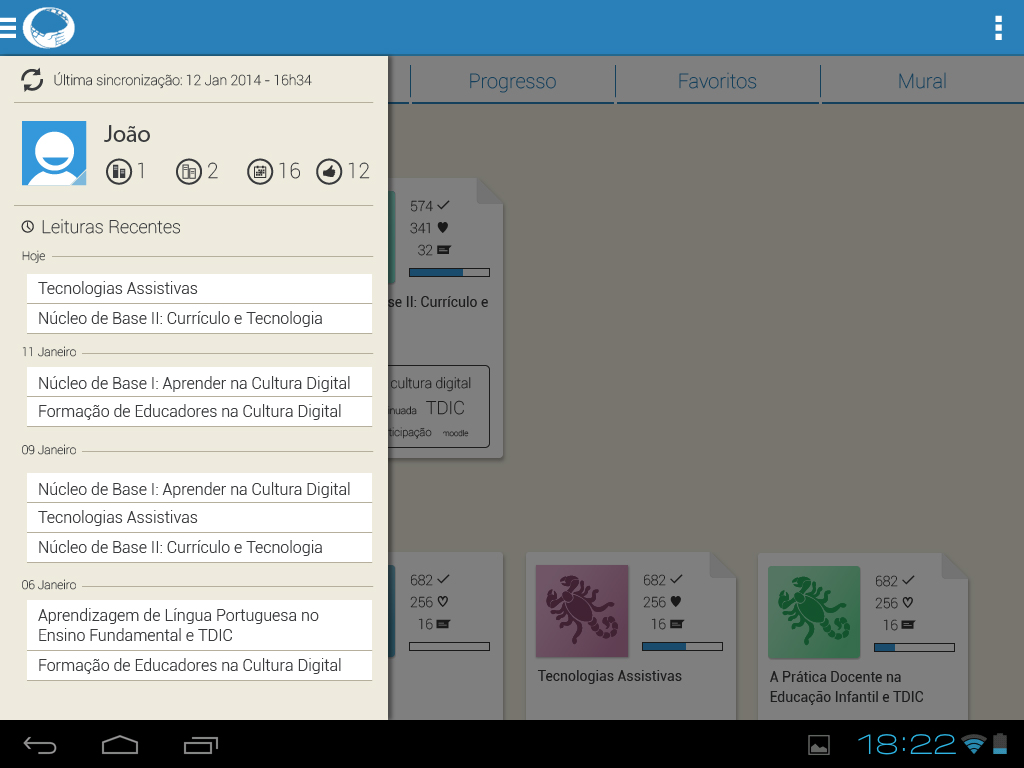 Última sincronização: 12 Jan 2014 - 16h34
Progresso
Favoritos
Mural
João
1
2
16
12
Leituras Recentes
Hoje
Tecnologias Assistivas
Núcleo de Base II: Currículo e Tecnologia
11 Janeiro
Núcleo de Base I: Aprender na Cultura Digital
Formação de Educadores na Cultura Digital
09 Janeiro
Núcleo de Base I: Aprender na Cultura Digital
Tecnologias Assistivas
Núcleo de Base II: Currículo e Tecnologia
06 Janeiro
Aprendizagem de Língua Portuguesa no
Ensino Fundamental e TDIC
Formação de Educadores na Cultura Digital
574
341
32
se II: Currículo e
cultura digital
nuada TDIC
ticipação moodle
682
256
16
682
256
16
Tecnologias Assistivas
682
256
16
A Prática Docente na
Educação Infantil e TDIC
18:22